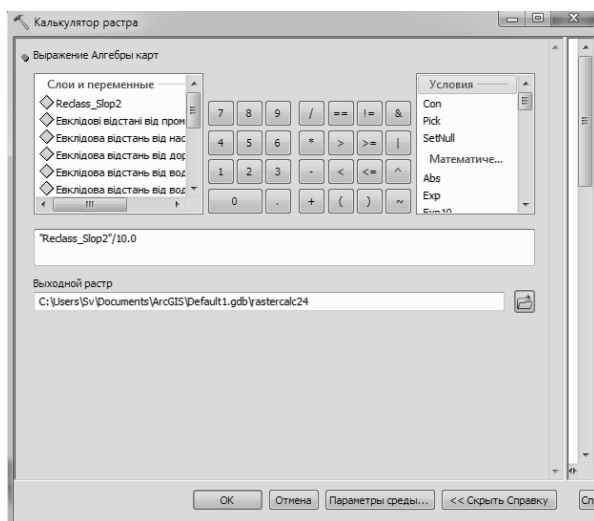 Калькулятор растра
Выражение Алгебры карт
Слои и переменные
Reclass_Slop2
Евклідові відстані від пром
Евклідова відстань від нас
Евклідова відстань від дор
Евклідова відстань від вод
Евклідова відстань від вод
7 8 9 / == != &
4 5 6 * > >= |
1 2 3 - < <= ^
0 . + ( ) ~
Условия
Con
Pick
SetNull
Математиче...
Abs
Exp
Exp10
"Reclass_Slop2"/10.0
Выходной растр
C:\Users\Sv\Documents\ArcGIS\Default1.gdb\rastercalc24
OK Отмена Параметры среды... << Скрыть Справку Сп